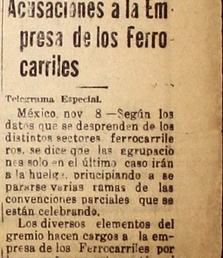 Acusaciones a la Em-
presa de los Ferro-
carriles
Telegrama Especial.
México, nov 8 —Según los
datos que se desprenden de los
distintos sectores ferrocarrile
ros, se dice que las agrupacio
nes solo en el último caso irán
a la huelga, principiando a se
pararse varias ramas de las
convenciones parciales que se
están celebrando.
Los diversos elementos del
gremio hacen cargos a la em-
presa de los Ferrocarriles por